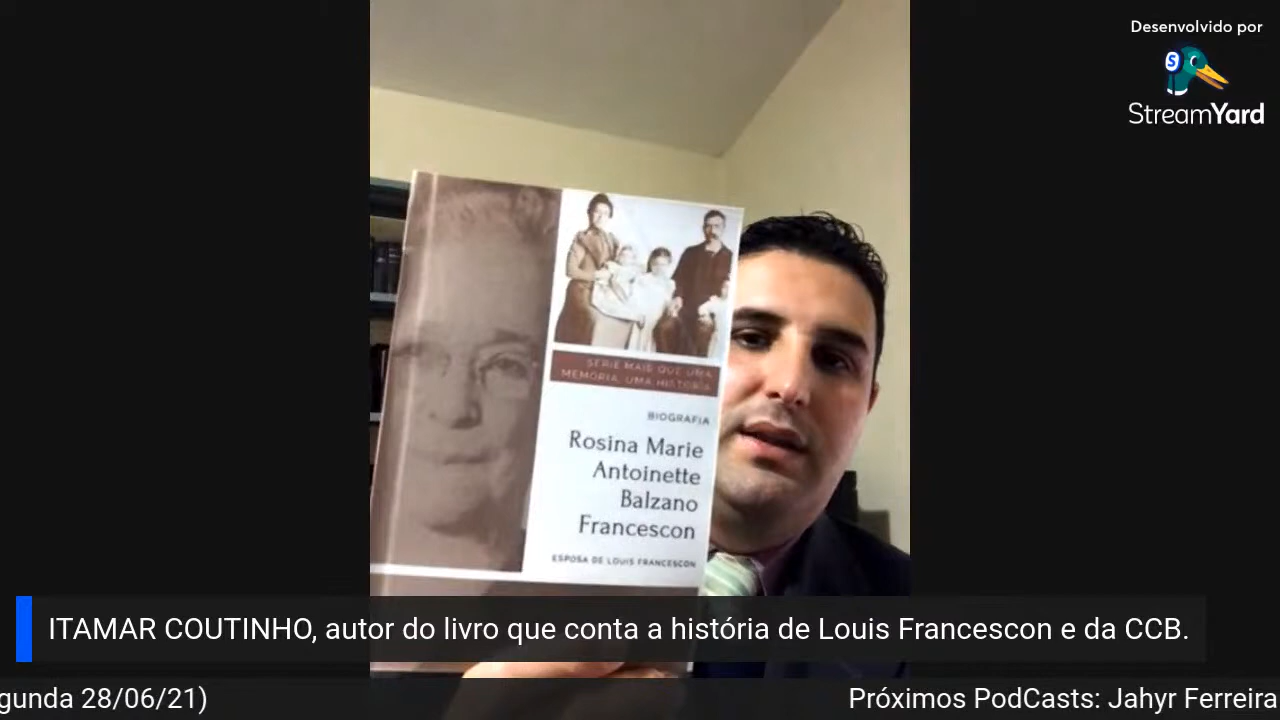 Desenvolvido por
StreamYard
SÉRIE MAIS QUE UMA
MEMÓRIA, UMA HISTÓRIA
BIOGRAFIA
Rosina Marie
Antoinette
Balzano
Francescon
ESPOSA DE LOUIS FRANCESCON
ITAMAR COUTINHO, autor do livro que conta a história de Louis Francescon e da CCB.
gunda 28/06/21)
Próximos PodCasts: Jahyr Ferreira